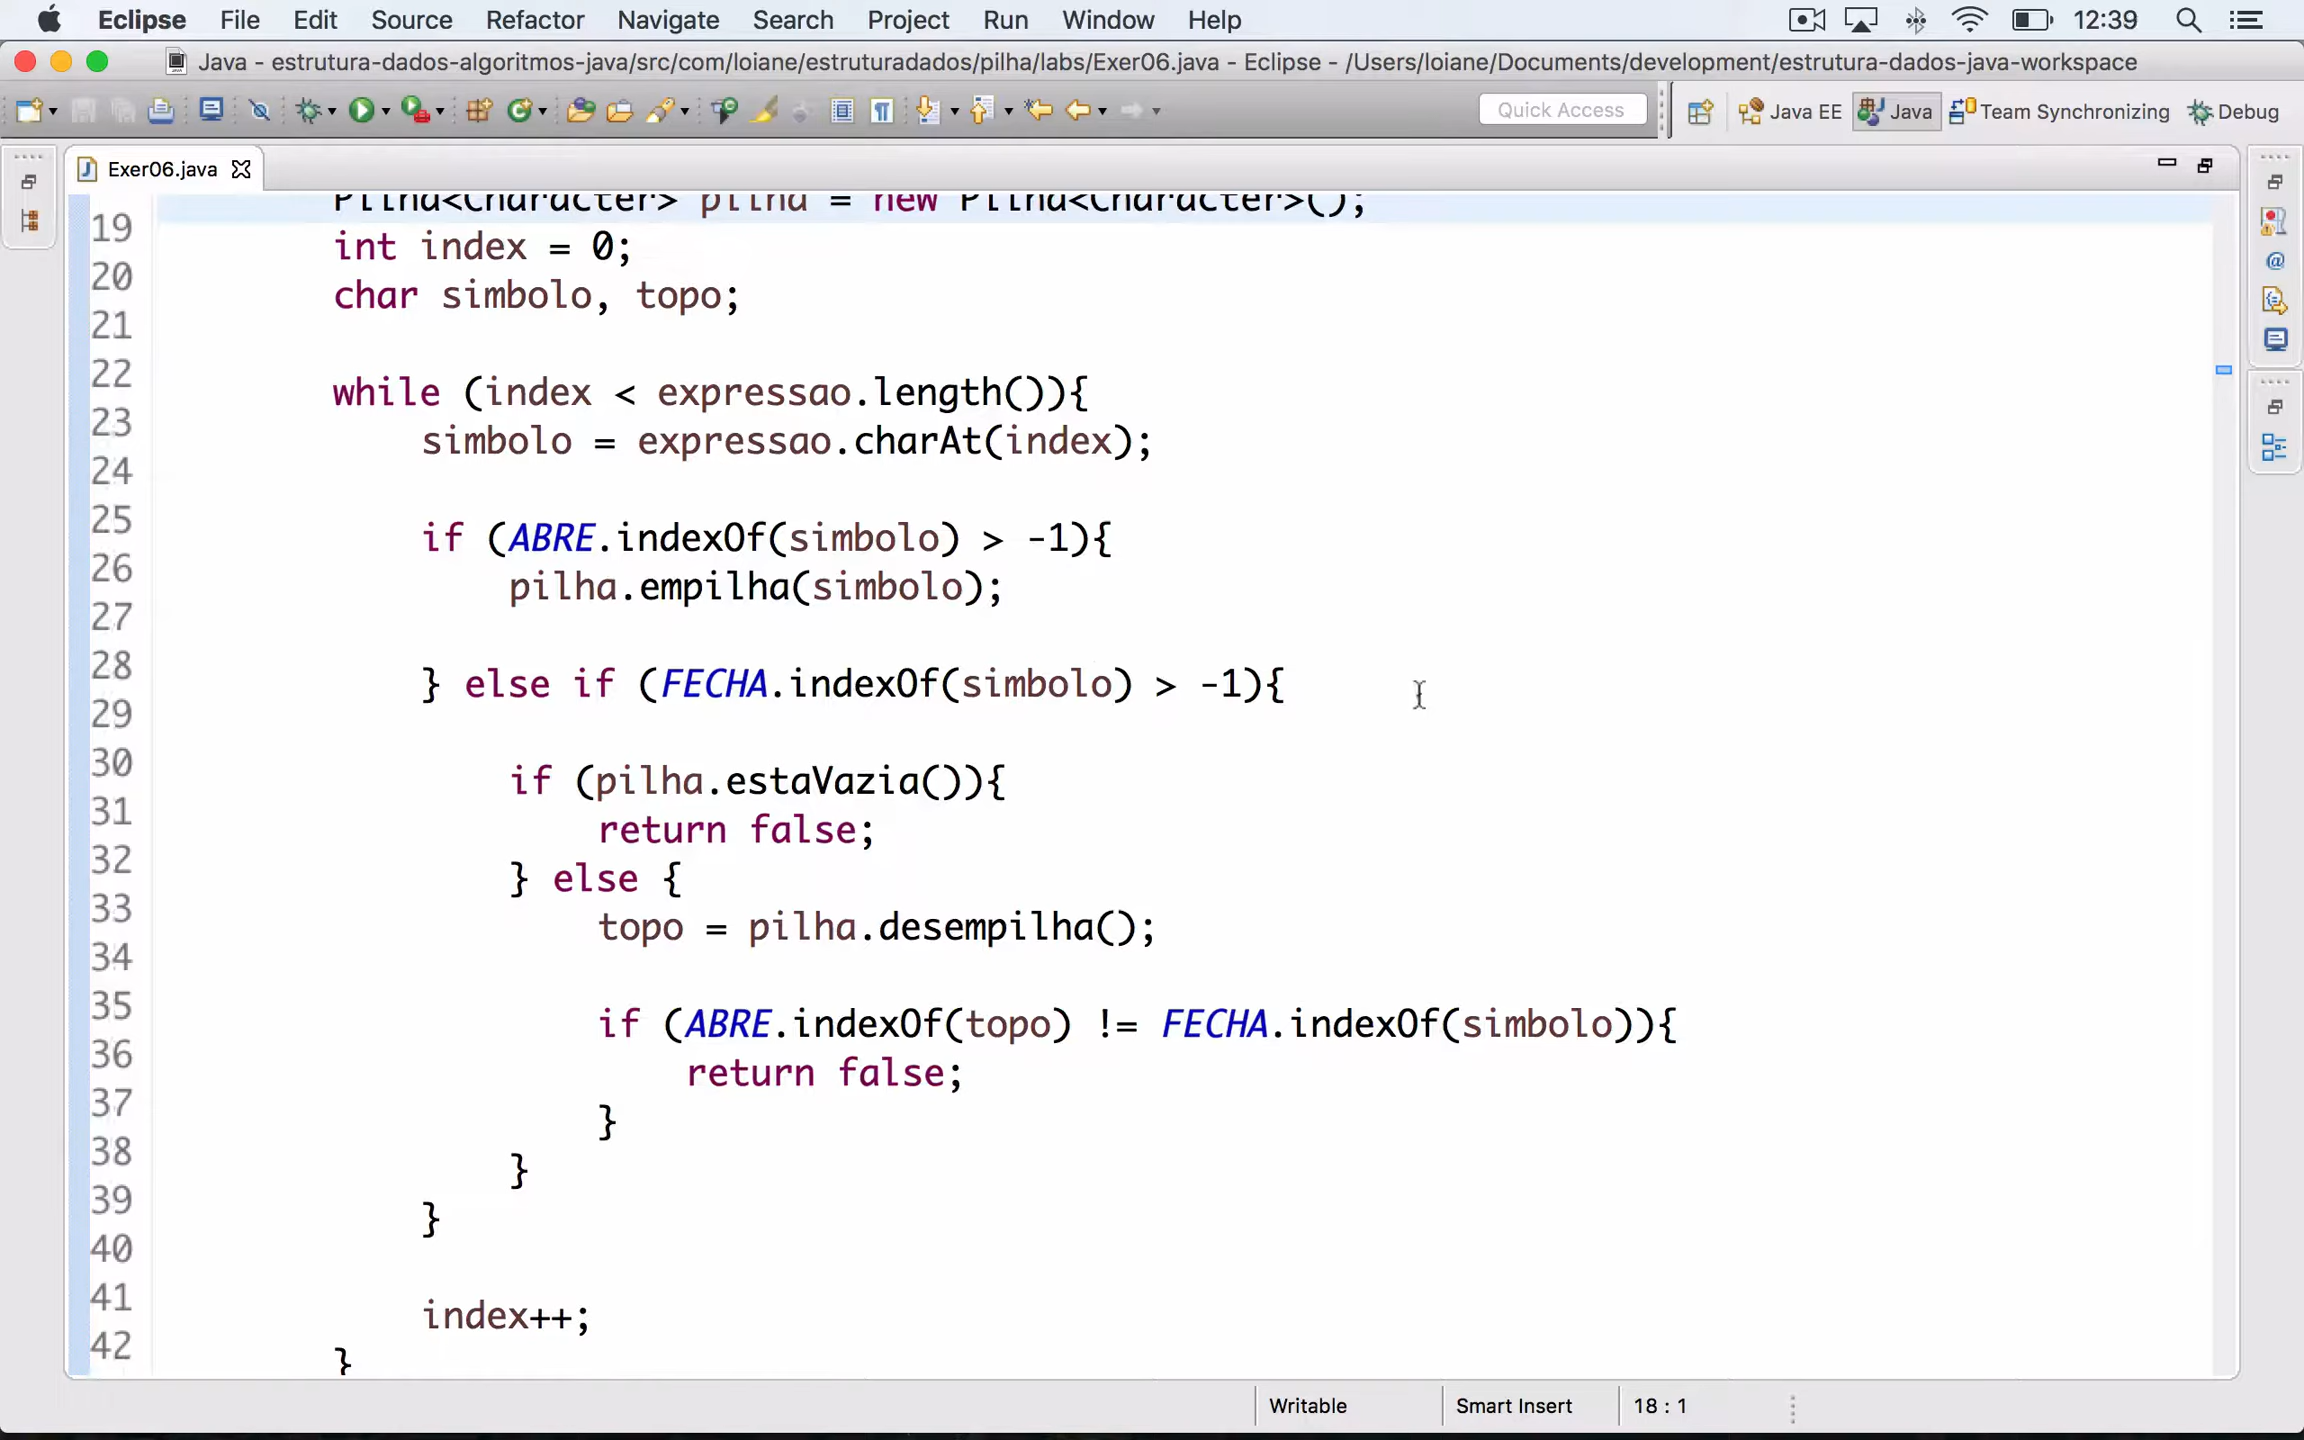 Eclipse File Edit Source Refactor Navigate Search Project Run Window Help 12:39
Java - estrutura-dados-algoritmos-java/src/com/loiane/estruturadados/pilha/labs/Exer06.java - Eclipse - /Users/loiane/Documents/development/estrutura-dados-java-workspace
Quick Access Java EE Java Team Synchronizing Debug
Exer06.java
Pilha<Character> pilha = new Pilha<Character>();
19 int index = 0;
20 char simbolo, topo;
21
22 while (index < expressao.length()){
23 simbolo = expressao.charAt(index);
24
25 if (ABRE.indexOf(simbolo) > -1){
26 pilha.empilha(simbolo);
27
28 } else if (FECHA.indexOf(simbolo) > -1){
29
30 if (pilha.estaVazia()){
31 return false;
32 } else {
33 topo = pilha.desempilha();
34
35 if (ABRE.indexOf(topo) != FECHA.indexOf(simbolo)){
36 return false;
37 }
38 }
39 }
40
41 index++;
42 }
Writable Smart Insert 18 : 1